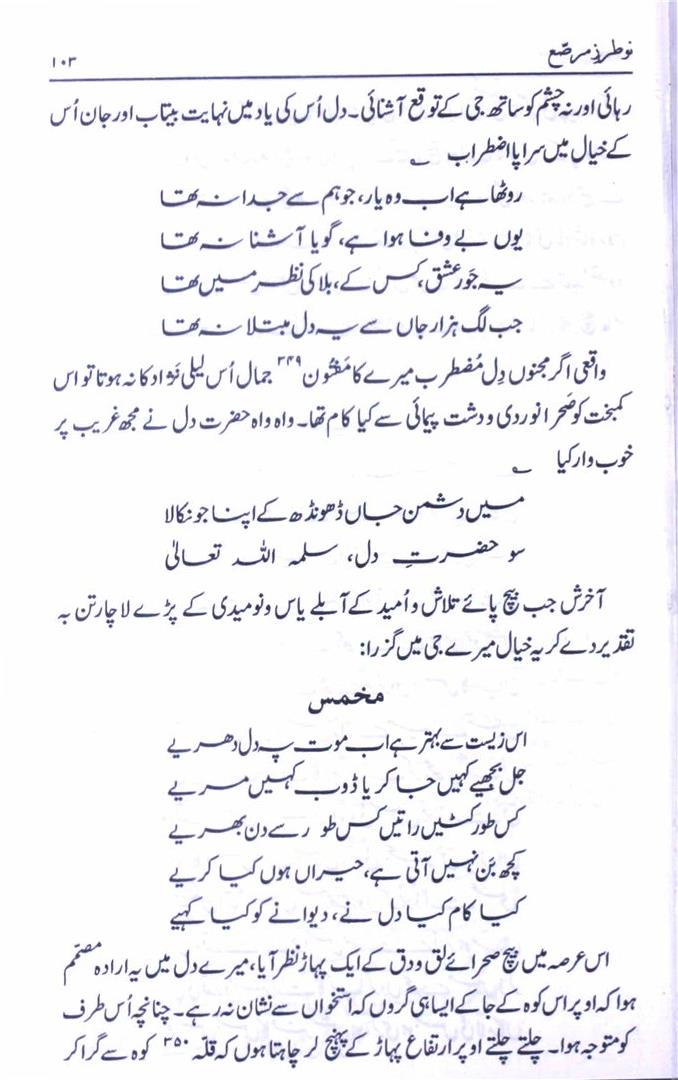 نوطرزِ مرصّع ۱۰۳
رہائی اور نہ چشم کو ساتھ جی کے توقع آشنائی۔ دل اُس کی یاد میں نہایت بیتاب اور جان اُس
کے خیال میں سراپا اضطراب ؎
روٹھا ہے اب وہ یار، جو ہم سے جدا نہ تھا
یوں بے وفا ہوا ہے، گویا آشنا نہ تھا
یہ جَورِ عشق، کس کے، بلا کی نظر میں تھا
جب لگ ہزار جاں سے یہ دل مبتلا نہ تھا
واقعی اگر مجنوں دِل مُضطرب میرے کا مَفتُون ۳۴۹ جمال اُس لیلیٰ نَژاد کا نہ ہوتا تو اس
کمبخت کو صَحرا نوردی و دشت پیمائی سے کیا کام تھا۔ واہ واہ حضرت دل نے مجھ غریب پر
خوب وار کیا ؎
میں دشمن جاں ڈھونڈھ کے اپنا جو نکالا
سو حضرتِ دل، سلمہ اللہ تعالیٰ
آخرش جب بیچ پائے تلاش و اُمید کے آبلے یاس و نومیدی کے پڑے لاچار تن بہ
تقدیر دے کر یہ خیال میرے جی میں گزرا:
مخمس
اس زیست سے بہتر ہے اب موت پہ دل دھریے
جل بجھیے کہیں جا کر یا ڈوب کہیں مریے
کس طور کٹیں راتیں کس طور سے دن بھریے
کچھ بَن نہیں آتی ہے، حیراں ہوں کیا کریے
کیا کام کیا دل نے، دیوانے کو کیا کہیے
اس عرصہ میں بیچ صحرائے لق و دق کے ایک پہاڑ نظر آیا، میرے دل میں یہ ارادہ مصمّم
ہوا کہ اوپر اس کوہ کے جا کے ایسا ہی گروں کہ استخواں سے نشان نہ رہے۔ چنانچہ اُس طرف
کو متوجہ ہوا۔ چلتے چلتے اوپر ارتفاع پہاڑ کے پہنچ کر چاہتا ہوں کہ قلّہ ۳۵۰ کوہ سے گرا کر